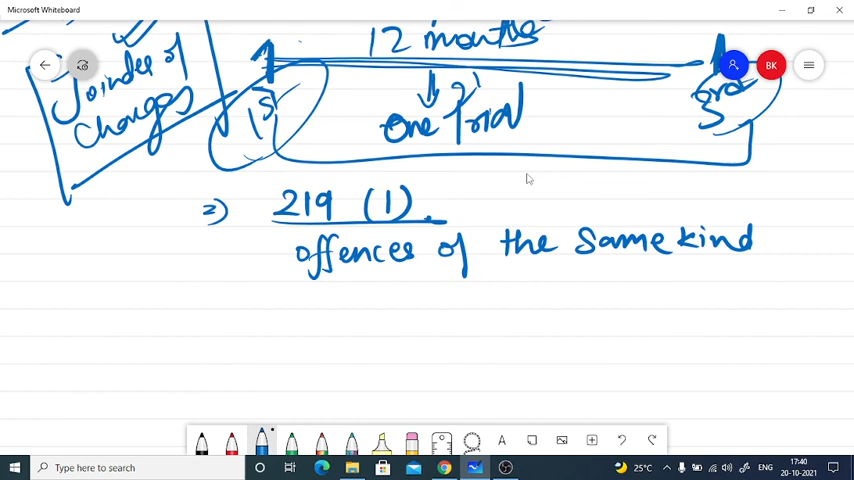 Microsoft Whiteboard
12 months
Joinder of
charges
1st
3rd
One Trial
BK
2) 219 (1).
offences of the same kind
Type here to search
25°C
ENG
17:40
20-10-2021